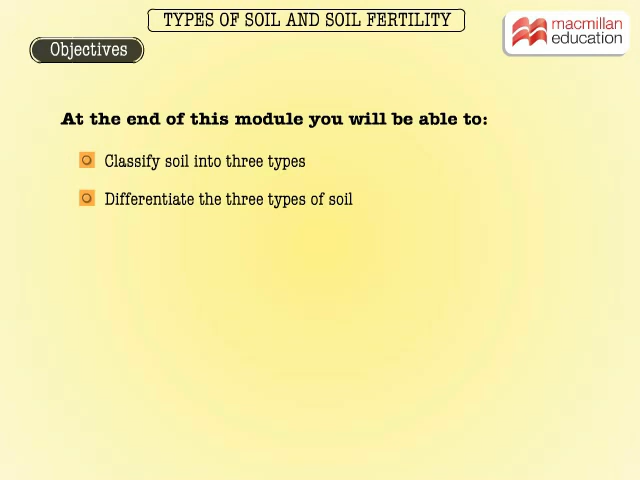 TYPES OF SOIL AND SOIL FERTILITY
macmillan
education
Objectives
At the end of this module you will be able to:
Classify soil into three types
Differentiate the three types of soil